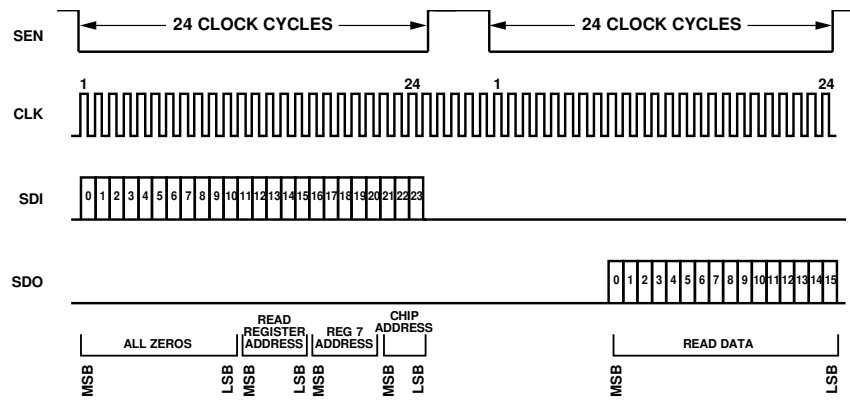 24 CLOCK CYCLES
24 CLOCK CYCLES
SEN
1
24
1
24
CLK
SDI
0 1 2 3 4 5 6 7 8 9 10 11 12 13 14 15 16 17 18 19 20 21 22 23
SDO
0 1 2 3 4 5 6 7 8 9 10 11 12 13 14 15
ALL ZEROS
READ
REGISTER
ADDRESS
REG 7
ADDRESS
CHIP
ADDRESS
READ DATA
MSB
LSB
MSB
LSB
MSB
MSB
LSB
MSB
LSB